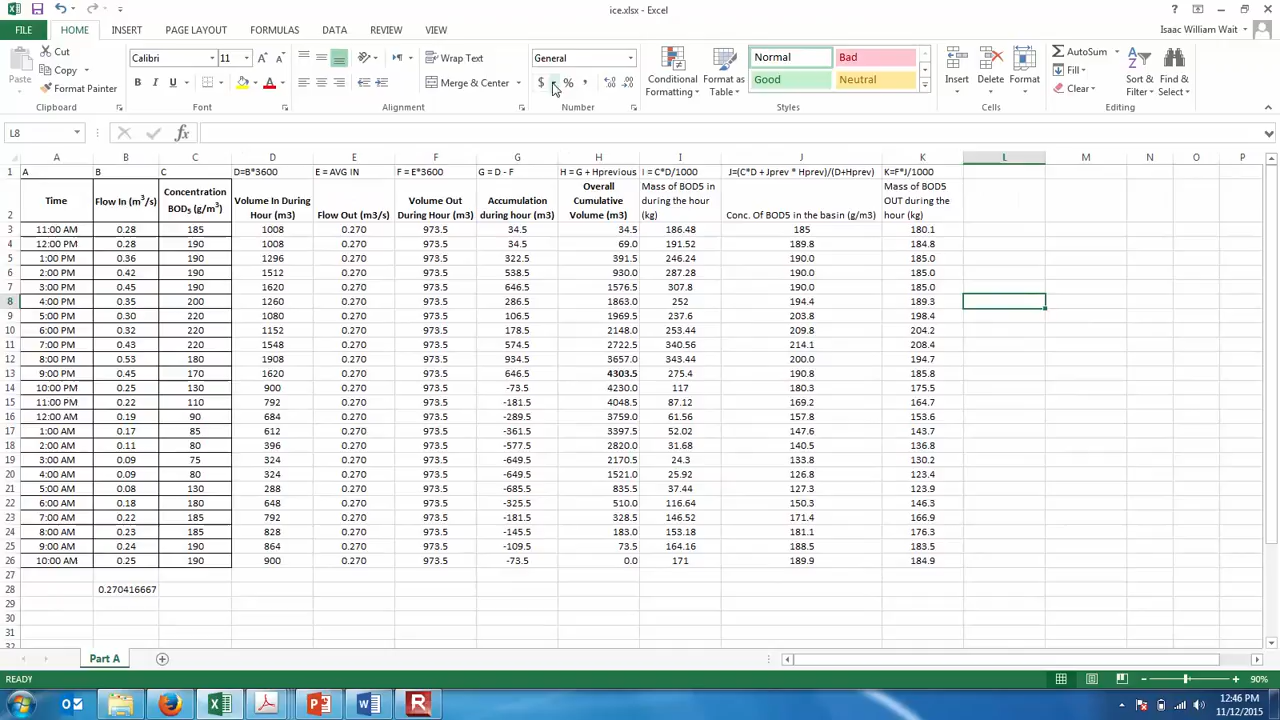 ice.xlsx - Excel
FILE HOME INSERT PAGE LAYOUT FORMULAS DATA REVIEW VIEW Isaac William Wait
Cut Calibri 11 Wrap Text General Normal Bad AutoSum
Paste Copy Conditional Format as Insert Delete Format Fill Sort & Find &
Format Painter B I U Merge & Center $ % , Formatting Table Good Neutral Clear Filter Select
Clipboard Font Alignment Number Styles Cells Editing
L8 fx
A B C D E F G H I J K L M N O P
1 A B C D=B*3600 E = AVG IN F = E*3600 G = D - F H = G + Hprevious I = C*D/1000 J=(C*D + Jprev * Hprev)/(D+Hprev) K=F*J/1000
2 Time Flow In (m3/s) Concentration BOD5 (g/m3) Volume In During Hour (m3) Flow Out (m3/s) Volume Out During Hour (m3) Accumulation during hour (m3) Overall Cumulative Volume (m3) Mass of BOD5 in during the hour (kg) Conc. Of BOD5 in the basin (g/m3) Mass of BOD5 OUT during the hour (kg)
3 11:00 AM 0.28 185 1008 0.270 973.5 34.5 34.5 186.48 185 180.1
4 12:00 PM 0.28 190 1008 0.270 973.5 34.5 69.0 191.52 189.8 184.8
5 1:00 PM 0.36 190 1296 0.270 973.5 322.5 391.5 246.24 190.0 185.0
6 2:00 PM 0.42 190 1512 0.270 973.5 538.5 930.0 287.28 190.0 185.0
7 3:00 PM 0.45 190 1620 0.270 973.5 646.5 1576.5 307.8 190.0 185.0
8 4:00 PM 0.35 200 1260 0.270 973.5 286.5 1863.0 252 194.4 189.3
9 5:00 PM 0.30 220 1080 0.270 973.5 106.5 1969.5 237.6 203.8 198.4
10 6:00 PM 0.32 220 1152 0.270 973.5 178.5 2148.0 253.44 209.8 204.2
11 7:00 PM 0.43 220 1548 0.270 973.5 574.5 2722.5 340.56 214.1 208.4
12 8:00 PM 0.53 180 1908 0.270 973.5 934.5 3657.0 343.44 200.0 194.7
13 9:00 PM 0.45 170 1620 0.270 973.5 646.5 4303.5 275.4 190.8 185.8
14 10:00 PM 0.25 130 900 0.270 973.5 -73.5 4230.0 117 180.3 175.5
15 11:00 PM 0.22 110 792 0.270 973.5 -181.5 4048.5 87.12 169.2 164.7
16 12:00 AM 0.19 90 684 0.270 973.5 -289.5 3759.0 61.56 157.8 153.6
17 1:00 AM 0.17 85 612 0.270 973.5 -361.5 3397.5 52.02 147.6 143.7
18 2:00 AM 0.11 80 396 0.270 973.5 -577.5 2820.0 31.68 140.5 136.8
19 3:00 AM 0.09 75 324 0.270 973.5 -649.5 2170.5 24.3 133.8 130.2
20 4:00 AM 0.09 80 324 0.270 973.5 -649.5 1521.0 25.92 126.8 123.4
21 5:00 AM 0.08 130 288 0.270 973.5 -685.5 835.5 37.44 127.3 123.9
22 6:00 AM 0.18 180 648 0.270 973.5 -325.5 510.0 116.64 150.3 146.3
23 7:00 AM 0.22 185 792 0.270 973.5 -181.5 328.5 146.52 171.4 166.9
24 8:00 AM 0.23 185 828 0.270 973.5 -145.5 183.0 153.18 181.1 176.3
25 9:00 AM 0.24 190 864 0.270 973.5 -109.5 73.5 164.16 188.5 183.5
26 10:00 AM 0.25 190 900 0.270 973.5 -73.5 0.0 171 189.9 184.9
27
28 0.270416667
29
30
31
32
Part A
READY 90%
12:46 PM
11/12/2015